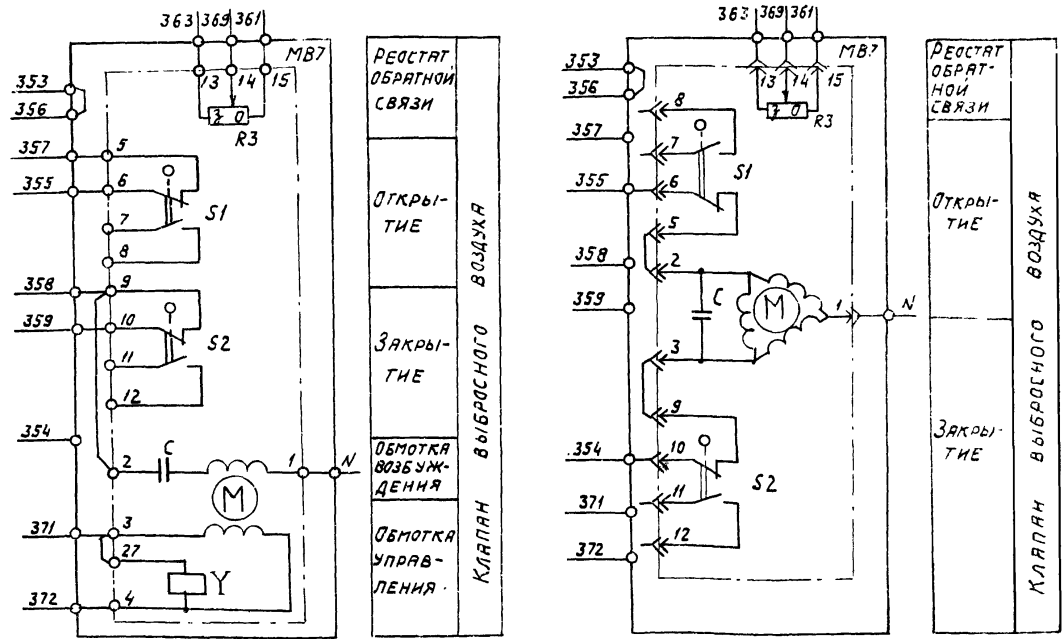 363 369 361
МВ7
13 14 15
З О
R3
353
356
357 5
355 6
S1
7
8
358 9
359 10
S2
11
12
354
2 C 1 N
M
371 3
27
Y
372 4
РЕОСТАТ
ОБРАТНОЙ
СВЯЗИ
ОТКРЫ-
ТИЕ
ЗАКРЫ-
ТИЕ
ОБМОТКА
ВОЗБУЖ-
ДЕНИЯ
ОБМОТКА
УПРАВ-
ЛЕНИЯ.
КЛАПАН ВЫБРОСНОГО ВОЗДУХА
363 369 361
МВ7
13 14 15
З О
R3
353
356
8
357
7
S1
355 6
5
358 2
C
M 1 N
359
3
9
354 10
S2
371 11
372 12
РЕОСТАТ
ОБРАТ-
НОЙ
СВЯЗИ
ОТКРЫ-
ТИЕ
ЗАКРЫ-
ТИЕ
КЛАПАН ВЫБРОСНОГО ВОЗДУХА